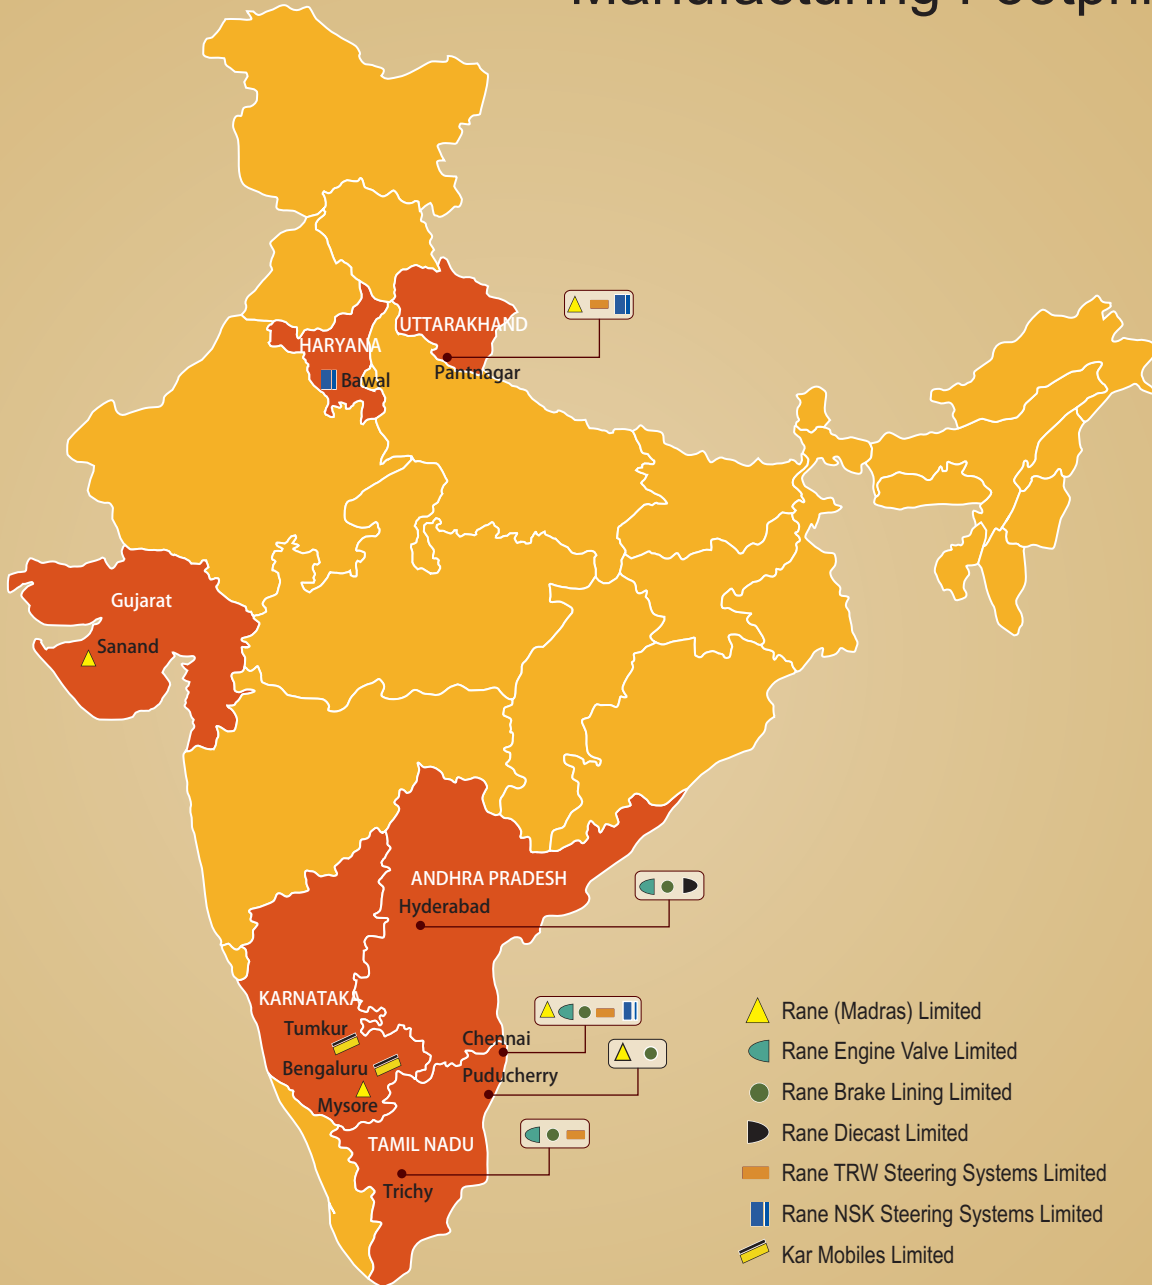 Manufacturing
UTTARAKHAND
HARYANA
Bawal
Pantnagar
Gujarat
Sanand
ANDHRA PRADESH
Hyderabad
KARNATAKA
Tumkur
Chennai
Bengaluru
Puducherry
Mysore
TAMIL NADU
Trichy
Rane (Madras) Limited
Rane Engine Valve Limited
Rane Brake Lining Limited
Rane Diecast Limited
Rane TRW Steering Systems Limited
Rane NSK Steering Systems Limited
Kar Mobiles Limited